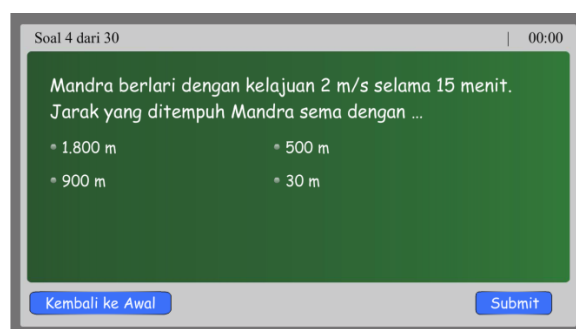 Soal 4 dari 30 | 00:00
Mandra berlari dengan kelajuan 2 m/s selama 15 menit.
Jarak yang ditempuh Mandra sema dengan ...
1.800 m 500 m
900 m 30 m
Kembali ke Awal Submit